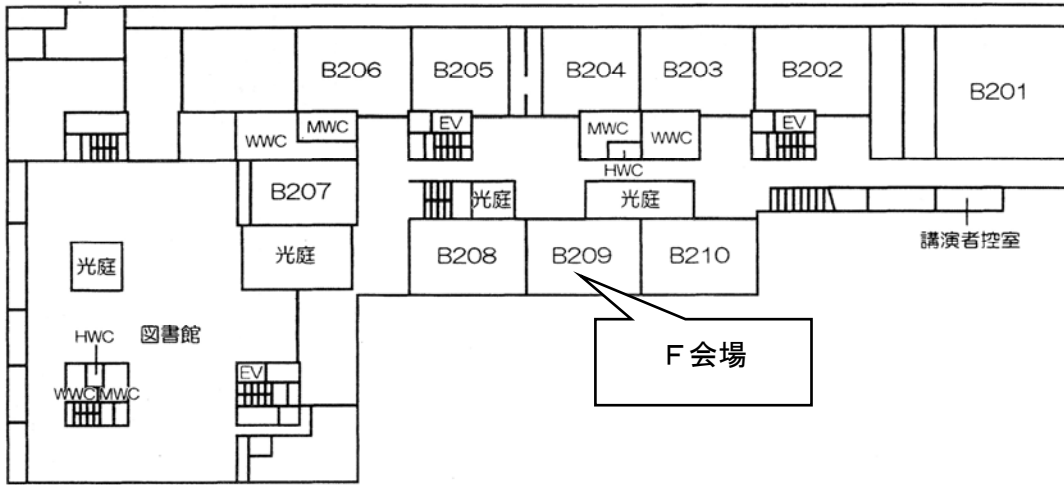 B206
B205
B204
B203
B202
B201
WWC
MWC
EV
MWC
WWC
EV
HWC
B207
光庭
光庭
講演者控室
光庭
光庭
B208
B209
B210
HWC
図書館
F会場
WWC
MWC
EV